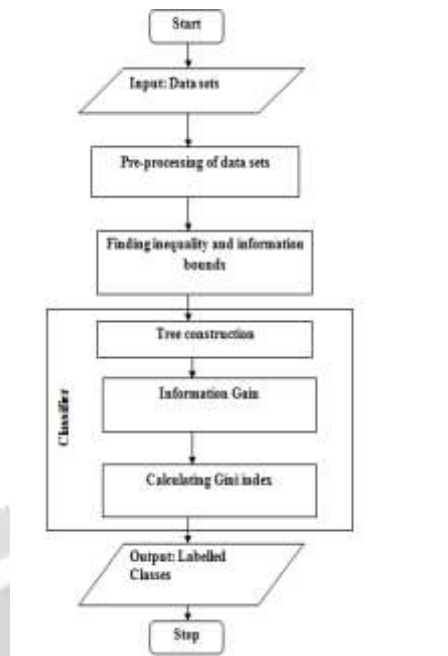 Start
Input: Data sets
Pre-processing of data sets
Finding inequality and information
bounds
Tree construction
Information Gain
Classifier
Calculating Gini index
Output: Labelled
Classes
Stop